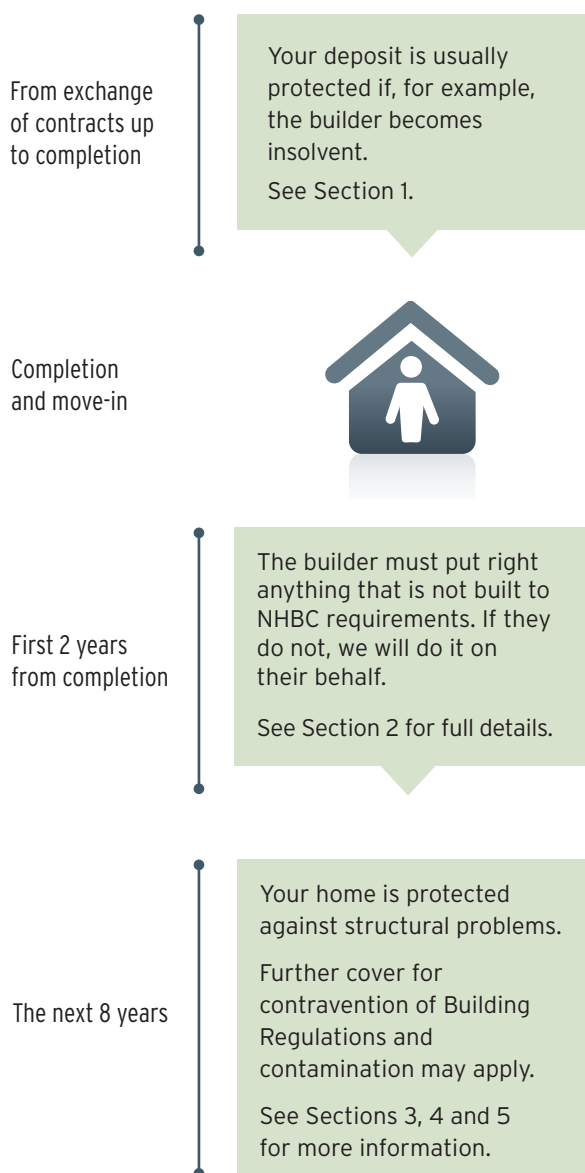 From exchange
of contracts up
to completion
Your deposit is usually
protected if, for example,
the builder becomes
insolvent.
See Section 1.
Completion
and move-in
First 2 years
from completion
The builder must put right
anything that is not built to
NHBC requirements. If they
do not, we will do it on
their behalf.
See Section 2 for full details.
The next 8 years
Your home is protected
against structural problems.
Further cover for
contravention of Building
Regulations and
contamination may apply.
See Sections 3, 4 and 5
for more information.